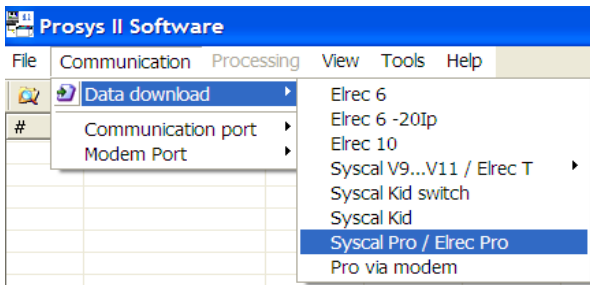 Prosys II Software
File Communication Processing View Tools Help
Data download
#
Communication port
Modem Port
Elrec 6
Elrec 6 -20Ip
Elrec 10
Syscal V9...V11 / Elrec T
Syscal Kid switch
Syscal Kid
Syscal Pro / Elrec Pro
Pro via modem